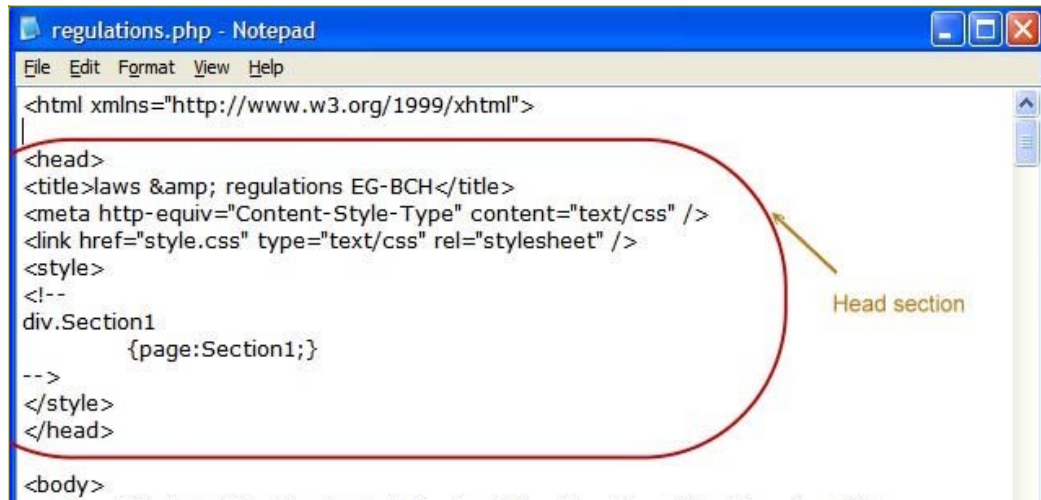 regulations.php - Notepad
File Edit Format View Help
<html xmlns="http://www.w3.org/1999/xhtml">
<head>
<title>laws &amp; regulations EG-BCH</title>
<meta http-equiv="Content-Style-Type" content="text/css" />
<link href="style.css" type="text/css" rel="stylesheet" />
<style>
<!--
div.Section1
{page:Section1;}
-->
</style>
</head>
Head section
<body>